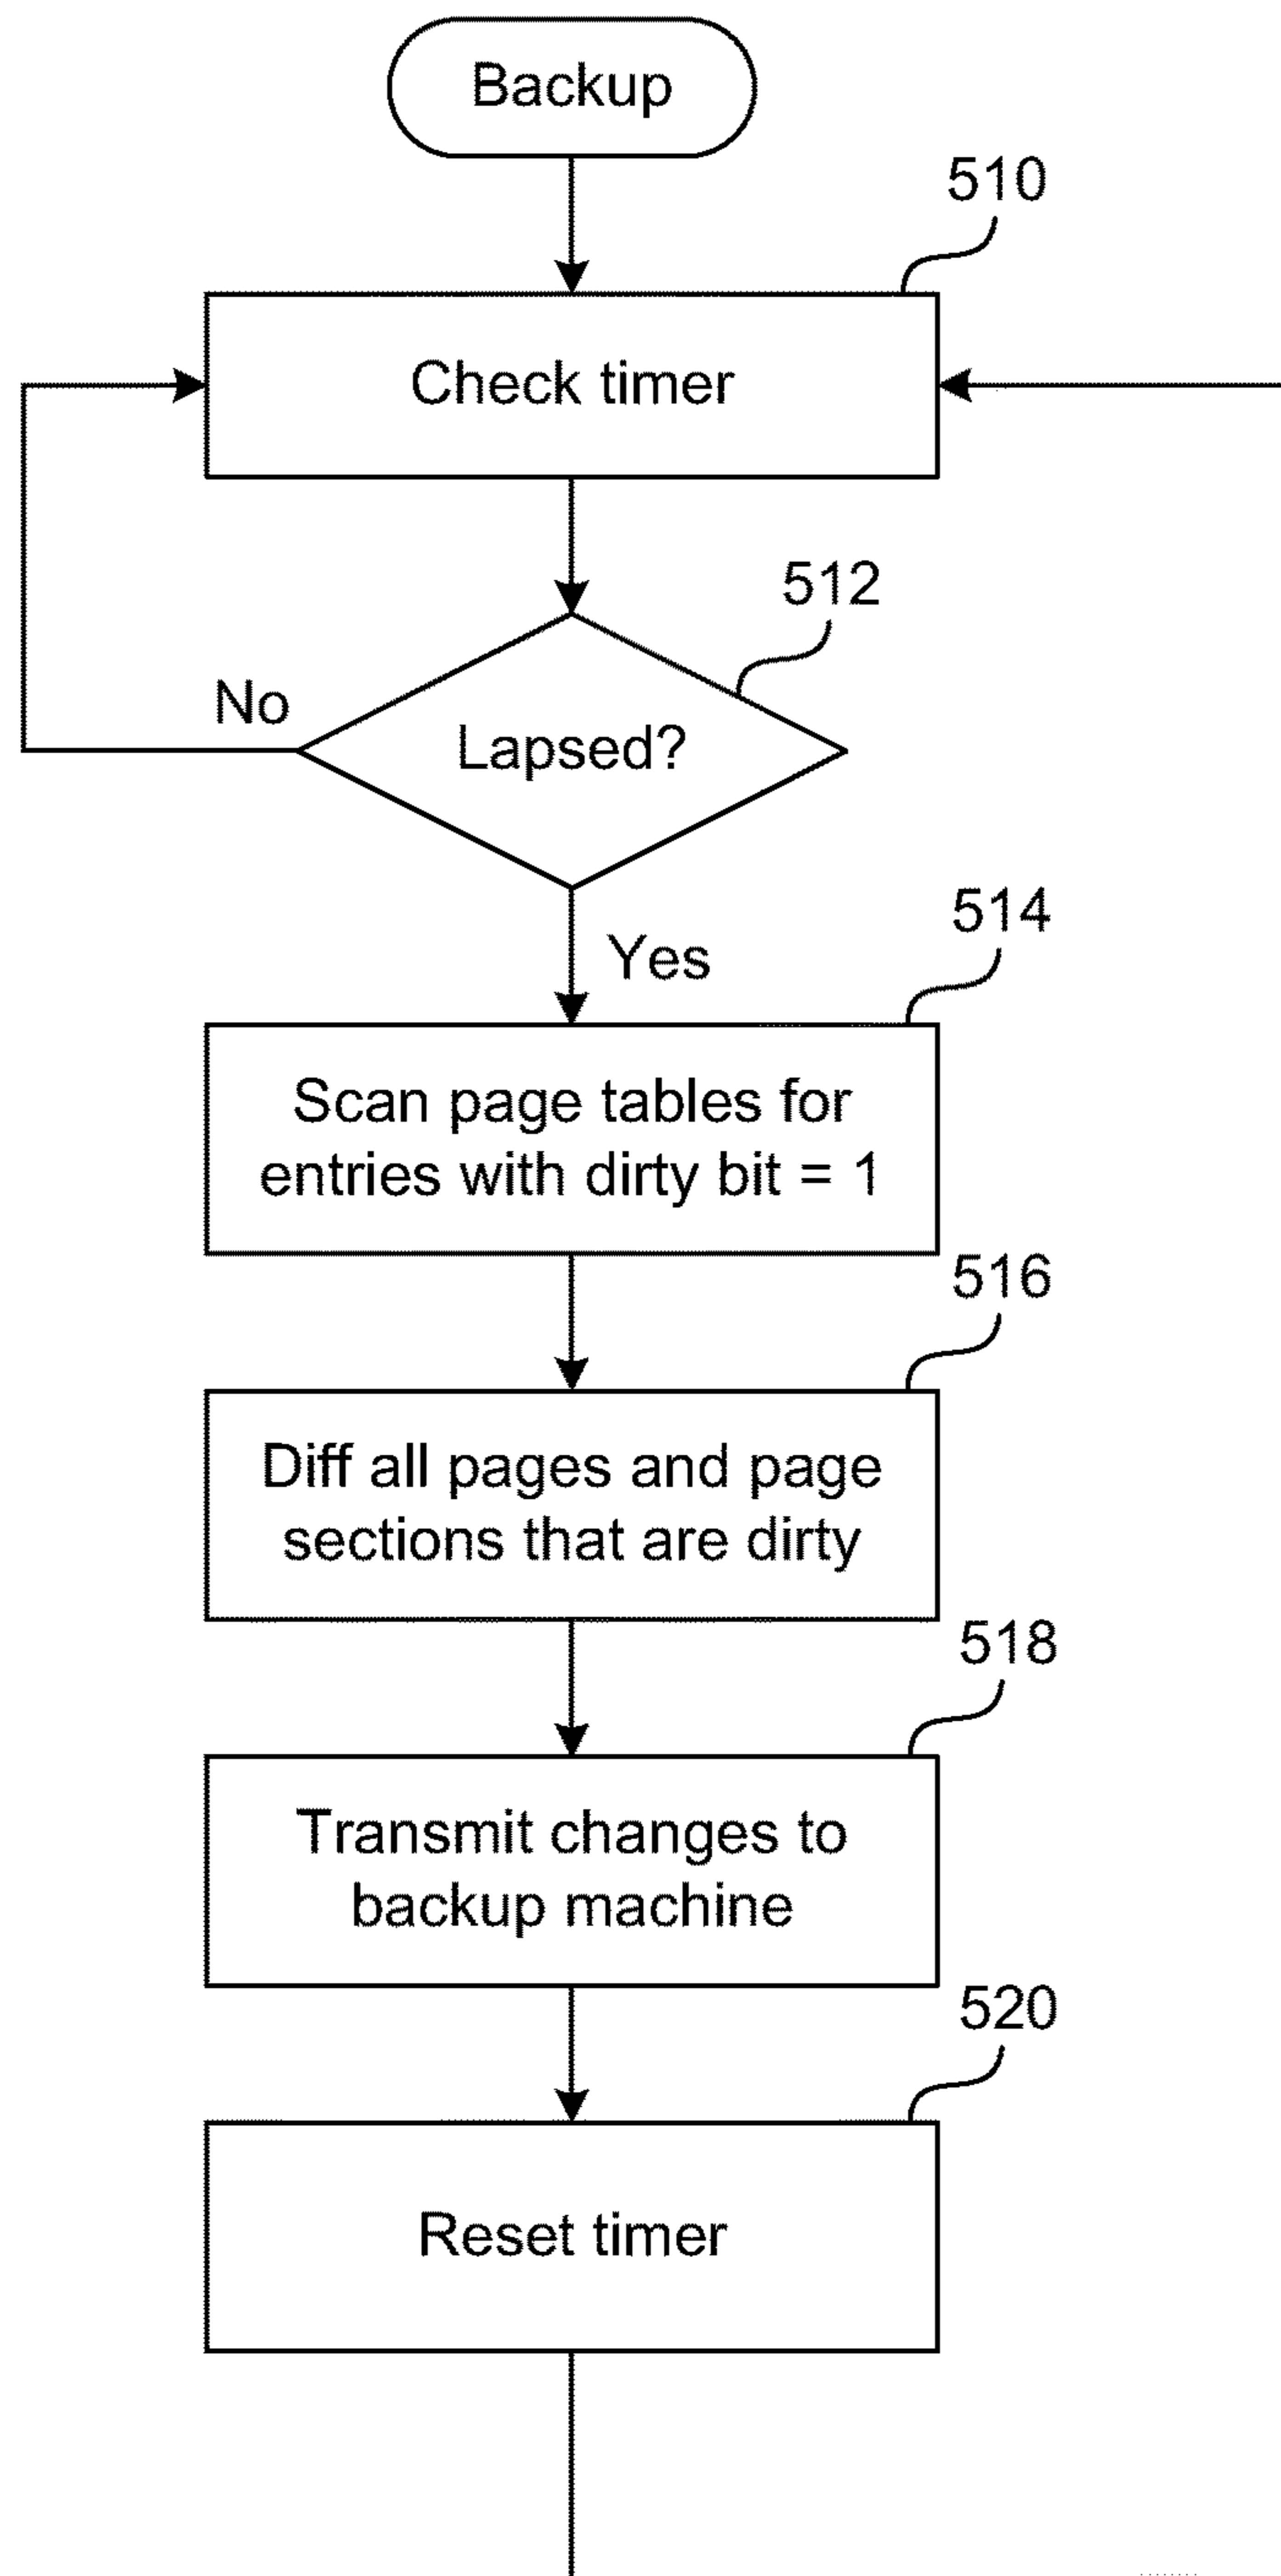 Backup
510
Check timer
512
No
Lapsed?
Yes
514
Scan page tables for
entries with dirty bit = 1
516
Diff all pages and page
sections that are dirty
518
Transmit changes to
backup machine
520
Reset timer